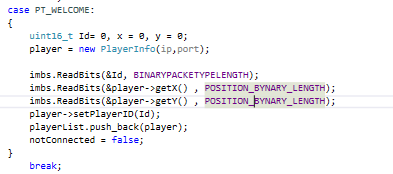 case PT_WELCOME:
{
uint16_t Id= 0, x = 0, y = 0;
player = new PlayerInfo(ip,port);
imbs.ReadBits(&Id, BINARYPACKETYPELENGTH);
imbs.ReadBits(&player->getX() , POSITION_BYNARY_LENGTH);
imbs.ReadBits(&player->getY() , POSITION_BYNARY_LENGTH);
player->setPlayerID(Id);
playerList.push_back(player);
notConnected = false;
}
break;